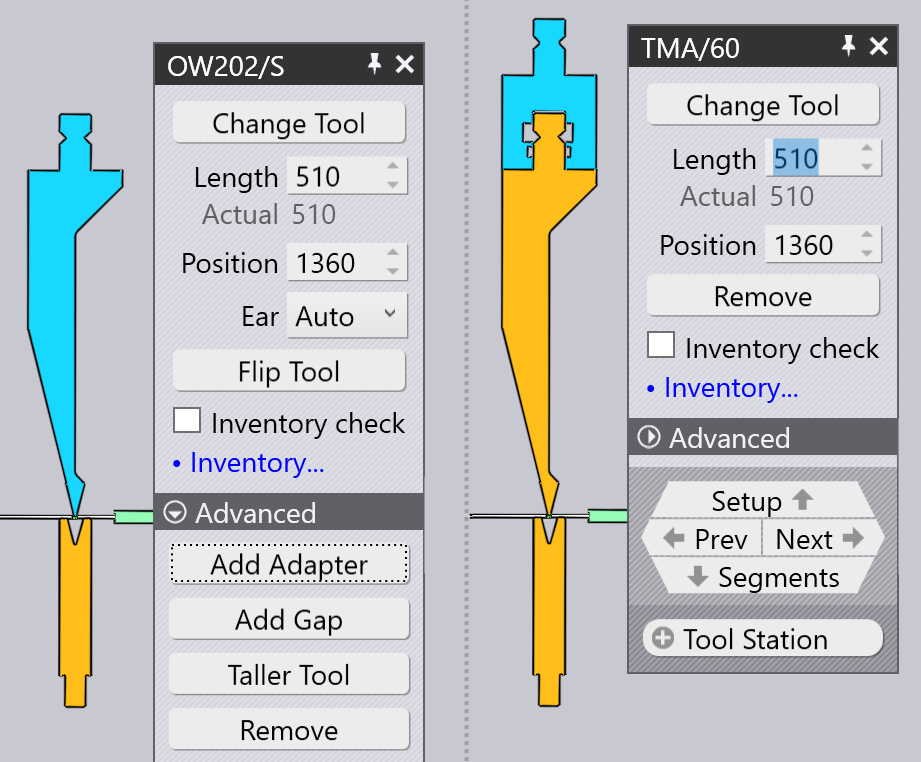 OW202/S
Change Tool
Length 510
Actual 510
Position 1360
Ear Auto
Flip Tool
Inventory check
• Inventory...
Advanced
Add Adapter
Add Gap
Taller Tool
Remove
TMA/60
Change Tool
Length 510
Actual 510
Position 1360
Remove
Inventory check
• Inventory...
Advanced
Setup
Prev Next
Segments
Tool Station